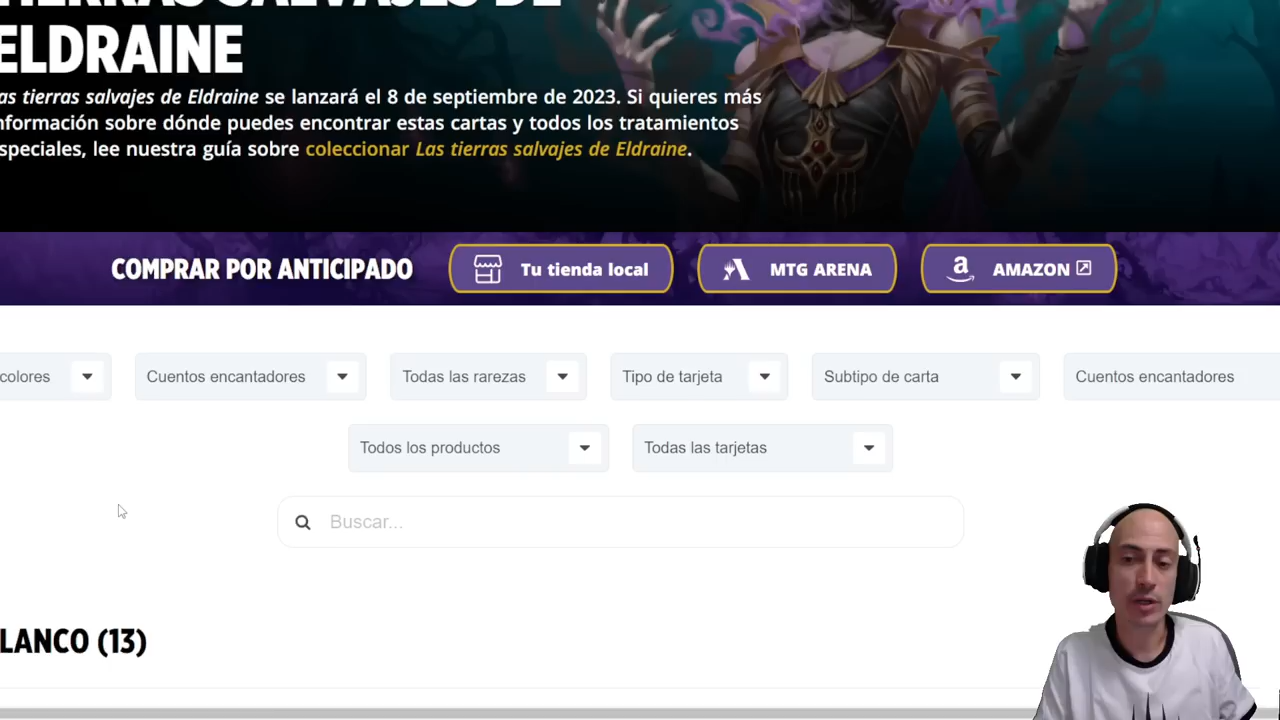 TIERRAS SALVAJES DE
ELDRAINE
as tierras salvajes de Eldraine se lanzará el 8 de septiembre de 2023. Si quieres más
nformación sobre dónde puedes encontrar estas cartas y todos los tratamientos
speciales, lee nuestra guía sobre coleccionar Las tierras salvajes de Eldraine.
COMPRAR POR ANTICIPADO
Tu tienda local
MTG ARENA
a AMAZON
colores
Cuentos encantadores
Todas las rarezas
Tipo de tarjeta
Subtipo de carta
Cuentos encantadores
Todos los productos
Todas las tarjetas
Buscar...
LANCO (13)